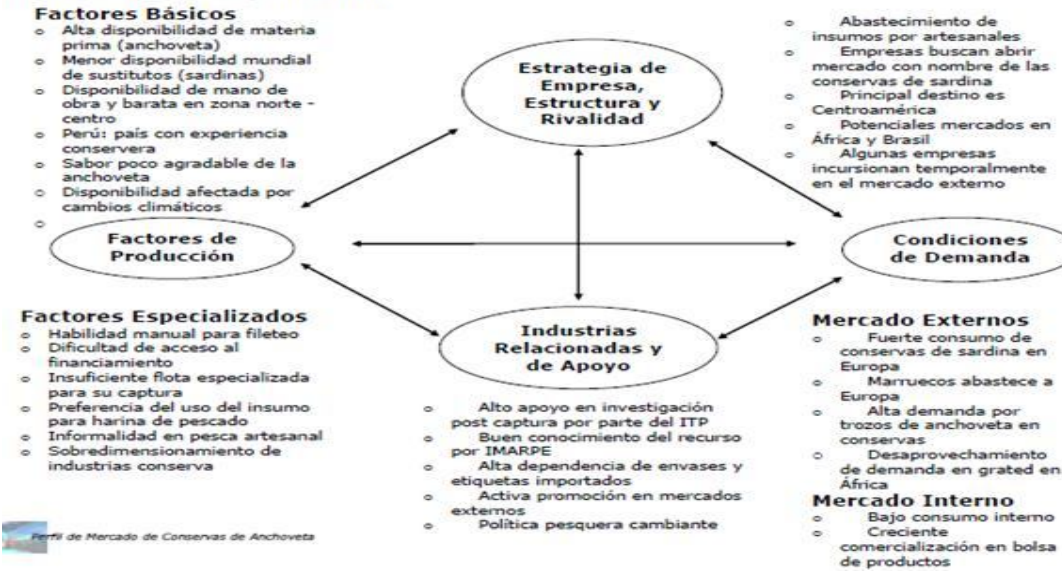 Factores Básicos
o Alta disponibilidad de materia
prima (anchoveta)
o Menor disponibilidad mundial
de sustitutos (sardinas)
o Disponibilidad de mano de
obra y barata en zona norte -
centro
o Perú: país con experiencia
conservera
o Sabor poco agradable de la
anchoveta
o Disponibilidad afectada por
cambios climáticos
o
Estrategia de
Empresa,
Estructura y
Rivalidad
o Abastecimiento de
insumos por artesanales
o Empresas buscan abrir
mercado con nombre de las
conservas de sardina
o Principal destino es
Centroamérica
o Potenciales mercados en
África y Brasil
o Algunas empresas
incursionan temporalmente
en el mercado externo
Factores de
Producción
Condiciones
de Demanda
Factores Especializados
o Habilidad manual para fileteo
o Dificultad de acceso al
financiamiento
o Insuficiente flota especializada
para su captura
o Preferencia del uso del insumo
para harina de pescado
o Informalidad en pesca artesanal
o Sobredimensionamiento de
industrias conserva
Industrias
Relacionadas y
de Apoyo
o Alto apoyo en investigación
post captura por parte del ITP
o Buen conocimiento del recurso
por IMARPE
o Alta dependencia de envases y
etiquetas importados
o Activa promoción en mercados
externos
o Política pesquera cambiante
Mercado Externos
o Fuerte consumo de
conservas de sardina en
Europa
o Marruecos abastece a
Europa
o Alta demanda por
trozos de anchoveta en
conservas
o Desaprovechamiento
de demanda en grated en
África
Mercado Interno
o Bajo consumo interno
o Creciente
comercialización en bolsa
de productos
Perfil de Mercado de Conservas de Anchoveta